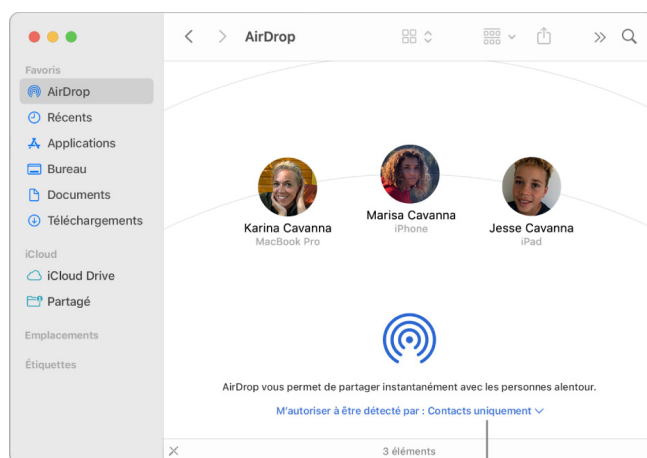 AirDrop
Favoris
AirDrop
Récents
Applications
Bureau
Documents
Téléchargements
iCloud
iCloud Drive
Partagé
Emplacements
Étiquettes
Karina Cavanna
MacBook Pro
Marisa Cavanna
iPhone
Jesse Cavanna
iPad
AirDrop vous permet de partager instantanément avec les personnes alentour.
M'autoriser à être détecté par : Contacts uniquement
3 éléments